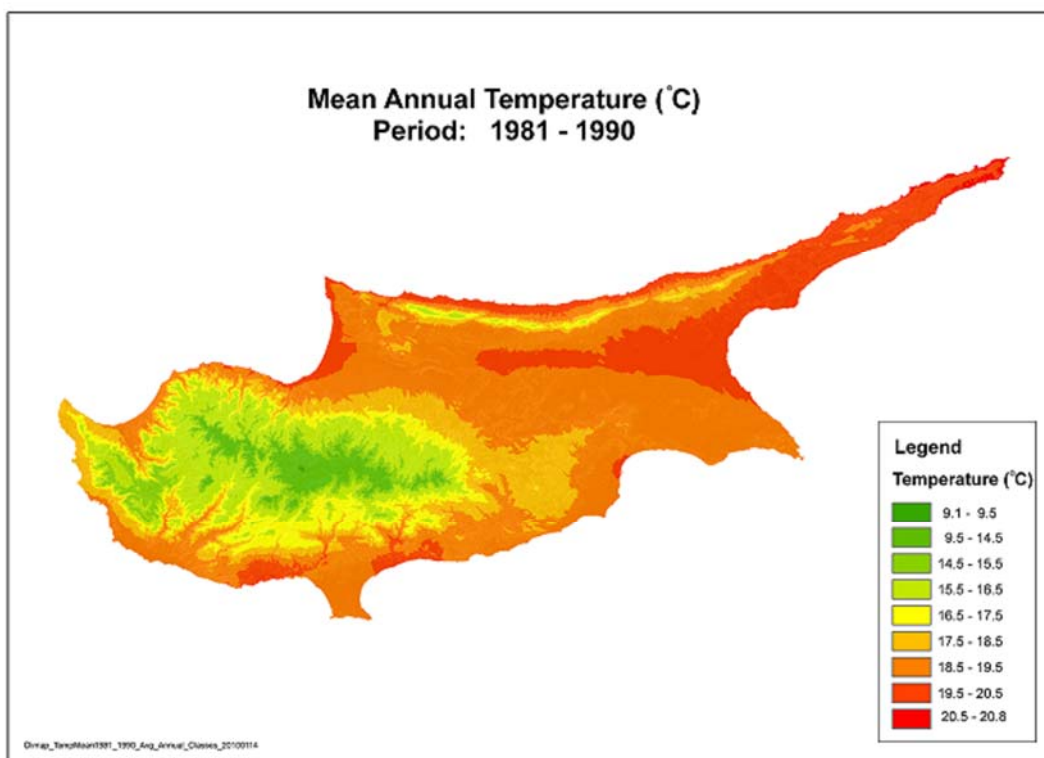 Mean Annual Temperature (°C)
Period: 1981 - 1990
Legend
Temperature (°C)
9.1 - 9.5
9.5 - 14.5
14.5 - 15.5
15.5 - 16.5
16.5 - 17.5
17.5 - 18.5
18.5 - 19.5
19.5 - 20.5
20.5 - 20.8